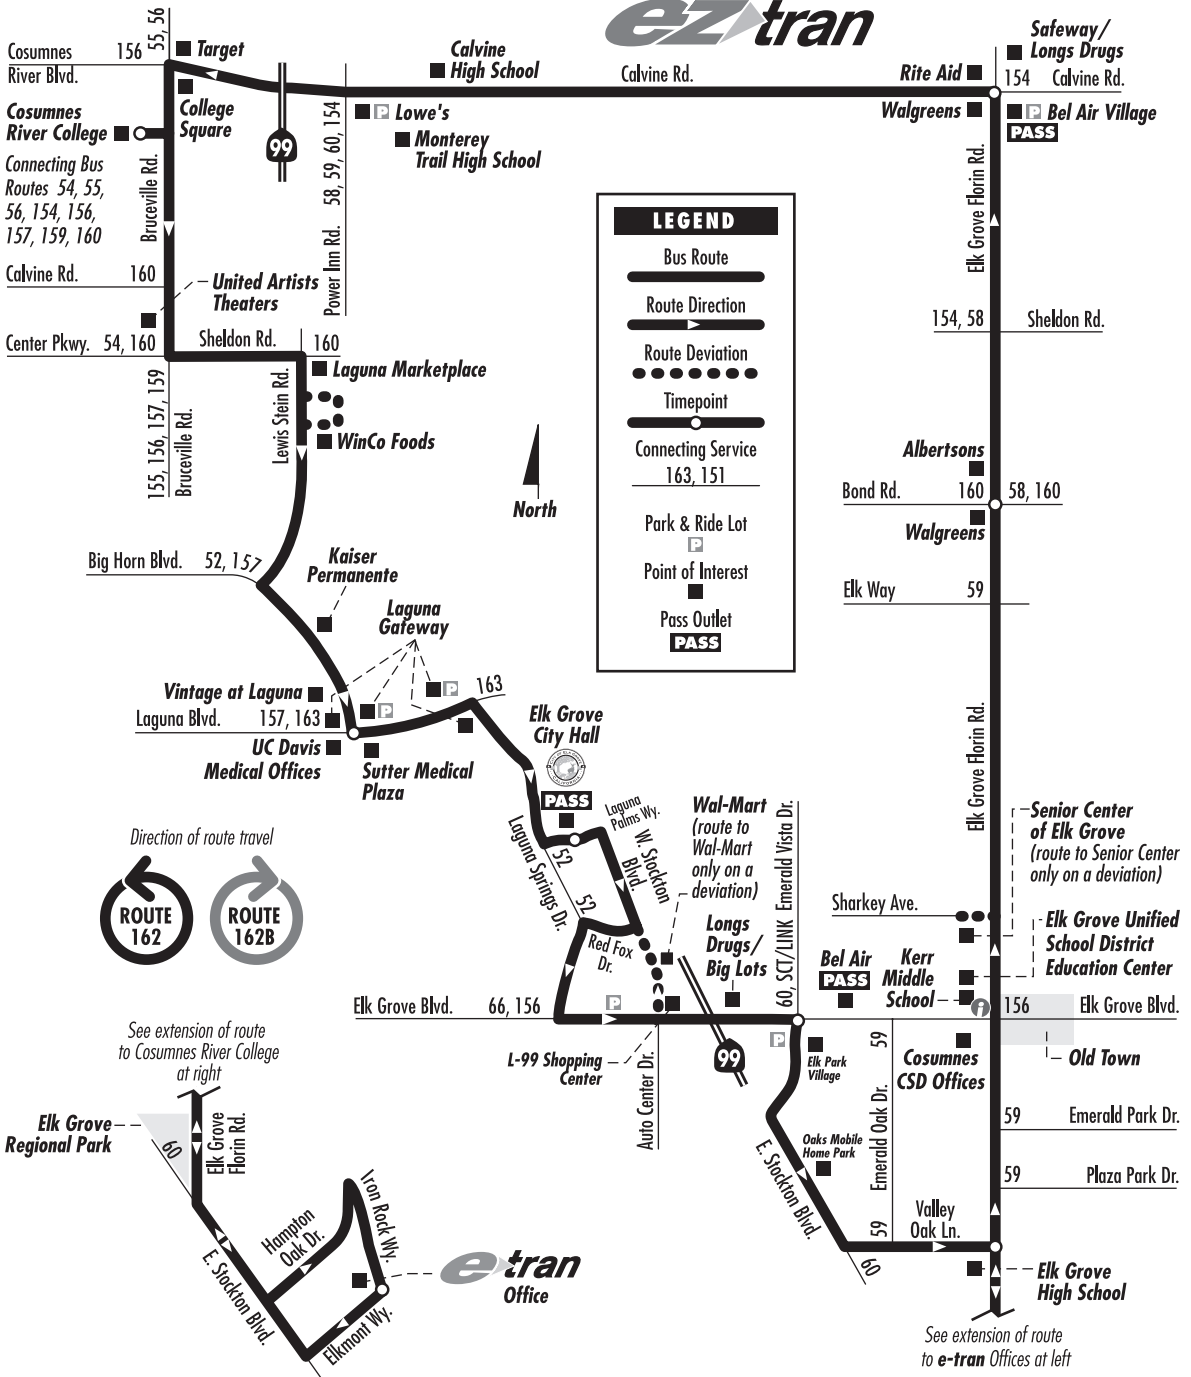 ez tran
55, 56
Cosumnes 156
River Blvd.
Target
Calvine
High School
Calvine Rd.
Rite Aid
Safeway/
Longs Drugs
154 Calvine Rd.
Cosumnes
River College
College
Square
99
P Lowe's
Monterey
Trail High School
Walgreens
P Bel Air Village
PASS
Connecting Bus
Routes 54, 55,
56, 154, 156,
157, 159, 160
Bruceville Rd.
Power Inn Rd. 58, 59, 60, 154
Elk Grove Florin Rd.
Calvine Rd. 160
United Artists
Theaters
Center Pkwy. 54, 160
Sheldon Rd.
160
154, 58
Sheldon Rd.
LEGEND
Bus Route
Route Direction
Route Deviation
Timepoint
Connecting Service
163, 151
Park & Ride Lot
P
Point of Interest
Pass Outlet
PASS
Laguna Marketplace
155, 156, 157, 159
Bruceville Rd.
Lewis Stein Rd.
WinCo Foods
North
Albertsons
Bond Rd. 160
58, 160
Walgreens
Elk Way 59
Big Horn Blvd. 52, 157
Kaiser
Permanente
Laguna
Gateway
Vintage at Laguna
P
P
163
Laguna Blvd. 157, 163
UC Davis
Medical Offices
Sutter Medical
Plaza
Elk Grove
City Hall
PASS
Elk Grove Florin Rd.
Laguna
Palms Wy.
W. Stockton
Blvd.
52
Laguna Springs Dr.
52
Red Fox
Dr.
Wal-Mart
(route to
Wal-Mart
only on a
deviation)
60, SCT/LINK Emerald Vista Dr.
Longs
Drugs/
Big Lots
Senior Center
of Elk Grove
(route to Senior Center
only on a deviation)
Sharkey Ave.
Elk Grove Unified
School District
Education Center
Bel Air
PASS
Kerr
Middle
School
Direction of route travel
ROUTE
162
ROUTE
162B
Elk Grove Blvd. 66, 156
P
i
156
Elk Grove Blvd.
L-99 Shopping
Center
Auto Center Dr.
99
P
Elk Park
Village
59
Emerald Oak Dr.
59
Cosumnes
CSD Offices
Old Town
59 Emerald Park Dr.
59 Plaza Park Dr.
Oaks Mobile
Home Park
E. Stockton Blvd.
60
Valley
Oak Ln.
Elk Grove
High School
See extension of route
to e-tran Offices at left
See extension of route
to Cosumnes River College
at right
Elk Grove
Regional Park
60
Elk Grove
Florin Rd.
E. Stockton Blvd.
Hampton
Oak Dr.
Iron Rock Wy.
Elkmont Wy.
e tran
Office